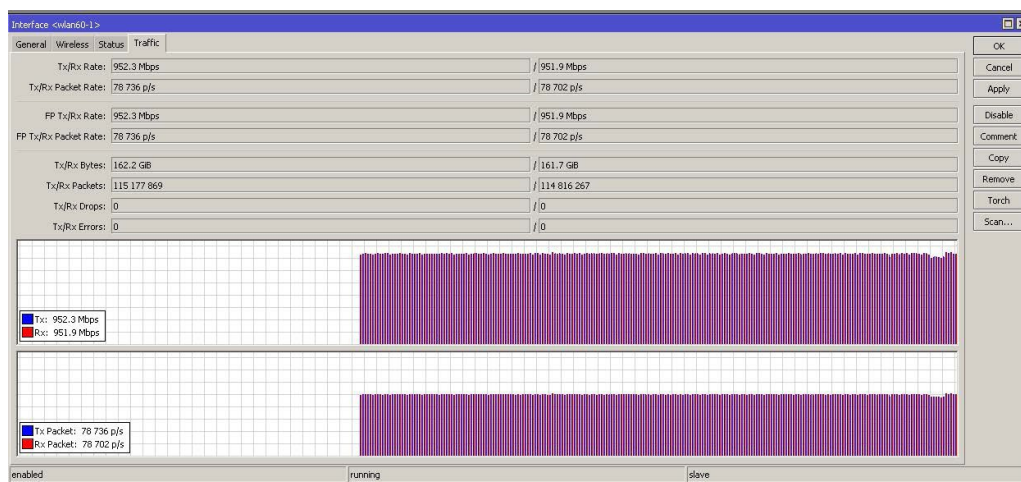 Interface <wlan60-1>
General Wireless Status Traffic
OK
Tx/Rx Rate: 952.3 Mbps / 951.9 Mbps
Cancel
Tx/Rx Packet Rate: 78 736 p/s / 78 702 p/s
Apply
FP Tx/Rx Rate: 952.3 Mbps / 951.9 Mbps
Disable
FP Tx/Rx Packet Rate: 78 736 p/s / 78 702 p/s
Comment
Tx/Rx Bytes: 162.2 GiB / 161.7 GiB
Copy
Tx/Rx Packets: 115 177 869 / 114 816 267
Remove
Tx/Rx Drops: 0 / 0
Torch
Tx/Rx Errors: 0 / 0
Scan...
Tx: 952.3 Mbps
Rx: 951.9 Mbps
Tx Packet: 78 736 p/s
Rx Packet: 78 702 p/s
enabled running slave